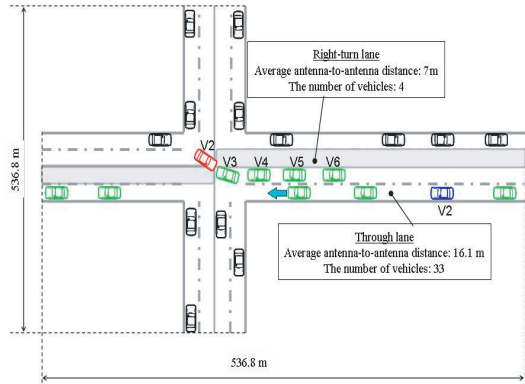 Right-turn lane
Average antenna-to-antenna distance: 7m
The number of vehicles: 4
V2
V3
V4
V5
V6
V2
536.8 m
Through lane
Average antenna-to-antenna distance: 16.1 m
The number of vehicles: 33
536.8 m